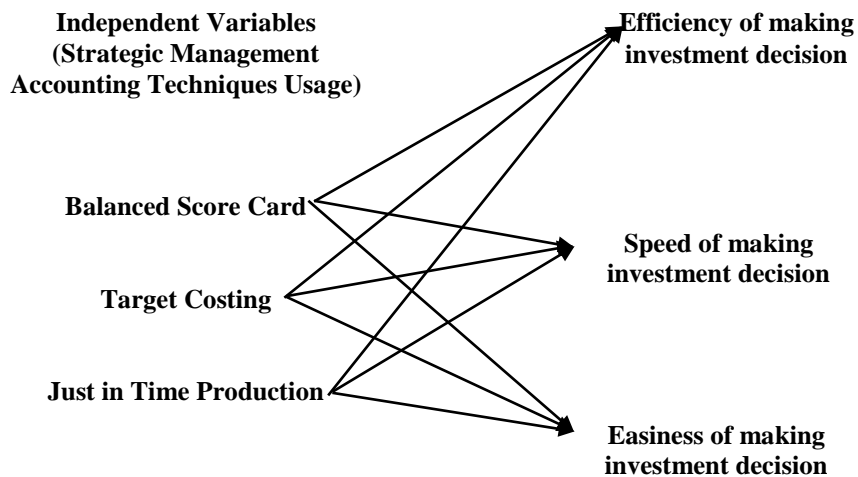 Independent Variables
(Strategic Management
Accounting Techniques Usage)
Efficiency of making
investment decision
Balanced Score Card
Speed of making
investment decision
Target Costing
Just in Time Production
Easiness of making
investment decision